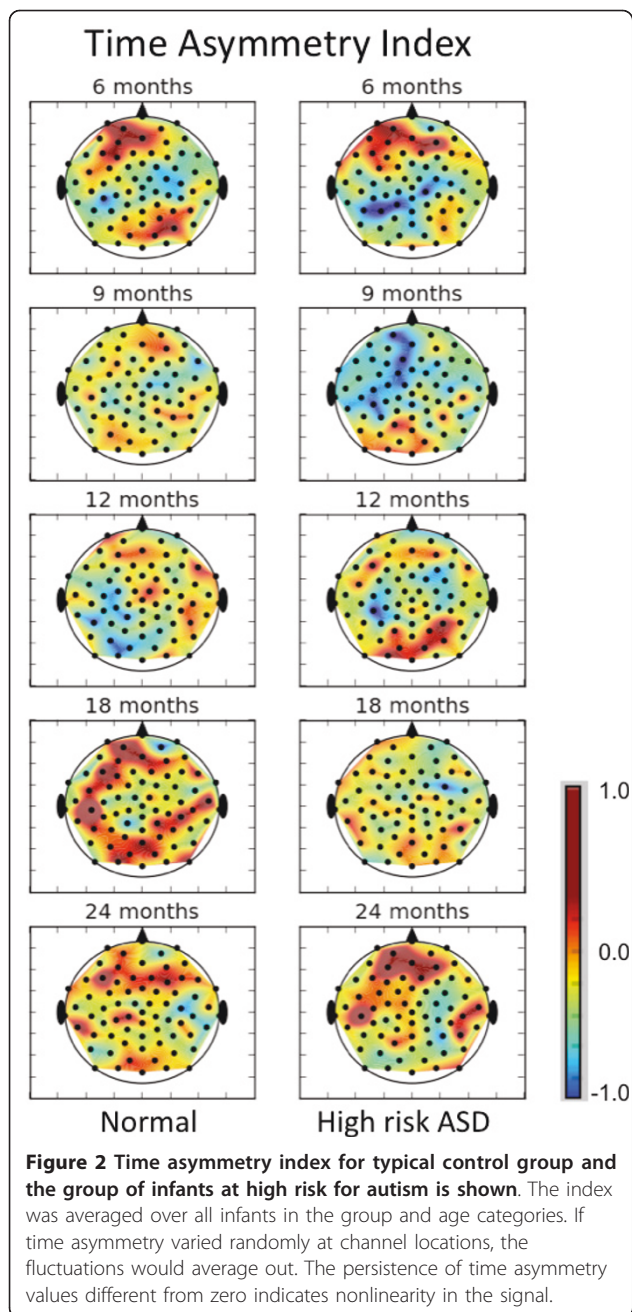 Time Asymmetry Index
6 months 6 months
9 months 9 months
12 months 12 months
18 months 18 months
1.0
24 months 24 months
0.0
-1.0
Normal High risk ASD
Figure 2 Time asymmetry index for typical control group and
the group of infants at high risk for autism is shown. The index
was averaged over all infants in the group and age categories. If
time asymmetry varied randomly at channel locations, the
fluctuations would average out. The persistence of time asymmetry
values different from zero indicates nonlinearity in the signal.